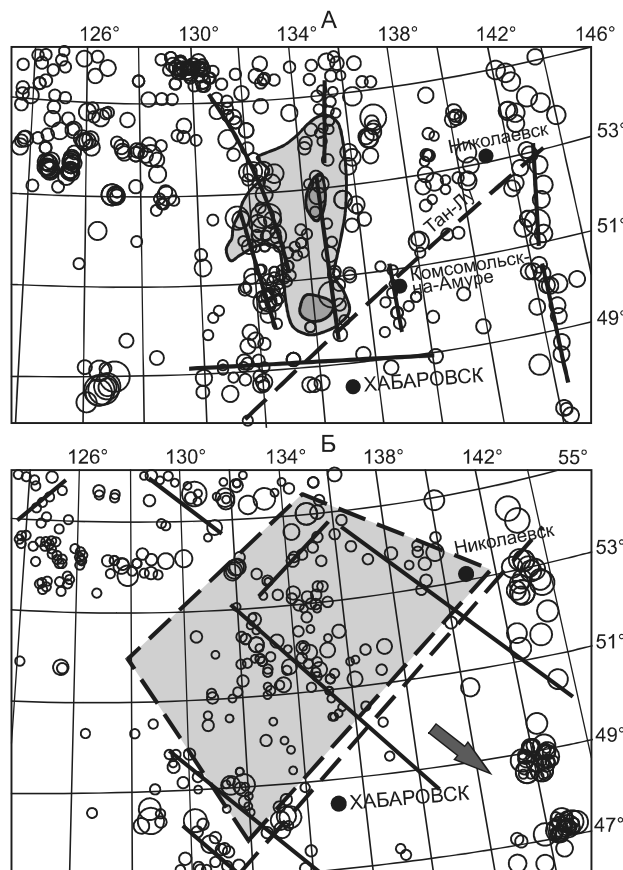 А
126° 130° 134° 138° 142° 146°
53°
Николаевск
Тан-Лу
51°
Комсомольск-
на-Амуре
49°
ХАБАРОВСК
Б
126° 130° 134° 138° 142° 55°
Николаевск
53°
51°
49°
ХАБАРОВСК
47°